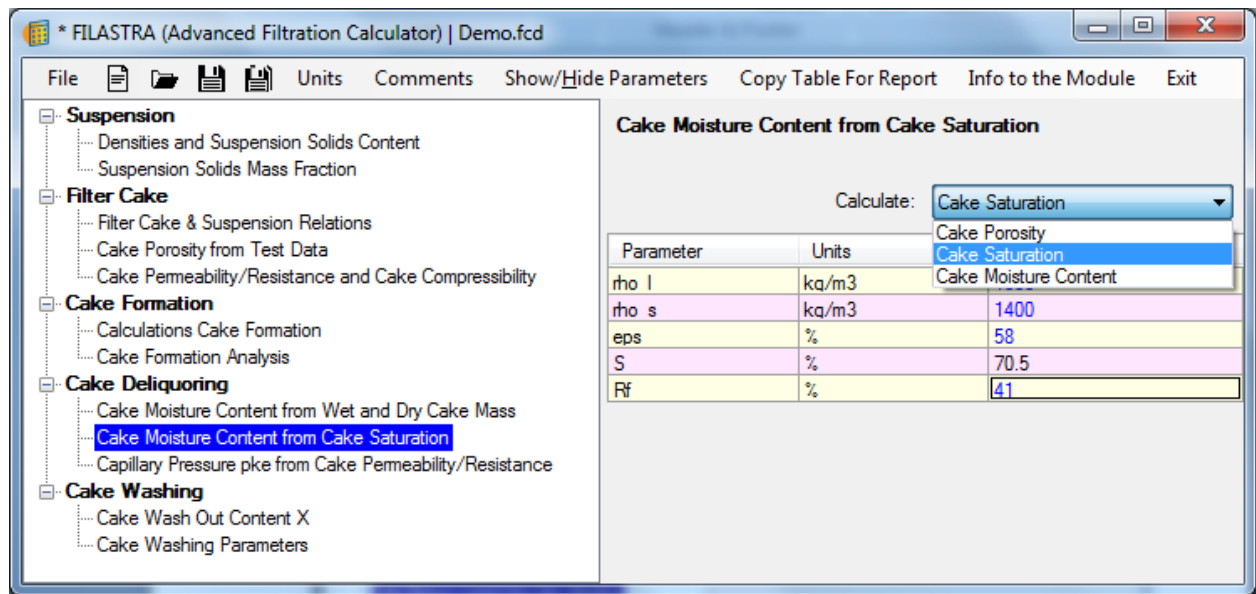 * FILASTRA (Advanced Filtration Calculator) | Demo.fcd
File Units Comments Show/Hide Parameters Copy Table For Report Info to the Module Exit
Suspension
Densities and Suspension Solids Content
Suspension Solids Mass Fraction
Filter Cake
Filter Cake & Suspension Relations
Cake Porosity from Test Data
Cake Permeability/Resistance and Cake Compressibility
Cake Formation
Calculations Cake Formation
Cake Formation Analysis
Cake Deliquoring
Cake Moisture Content from Wet and Dry Cake Mass
Cake Moisture Content from Cake Saturation
Capillary Pressure pke from Cake Permeability/Resistance
Cake Washing
Cake Wash Out Content X
Cake Washing Parameters
Cake Moisture Content from Cake Saturation
Calculate: Cake Saturation
Cake Porosity
Cake Saturation
Cake Moisture Content
Parameter Units
rho_l kg/m3
rho_s kg/m3 1400
eps % 58
S % 70.5
Rf % 41